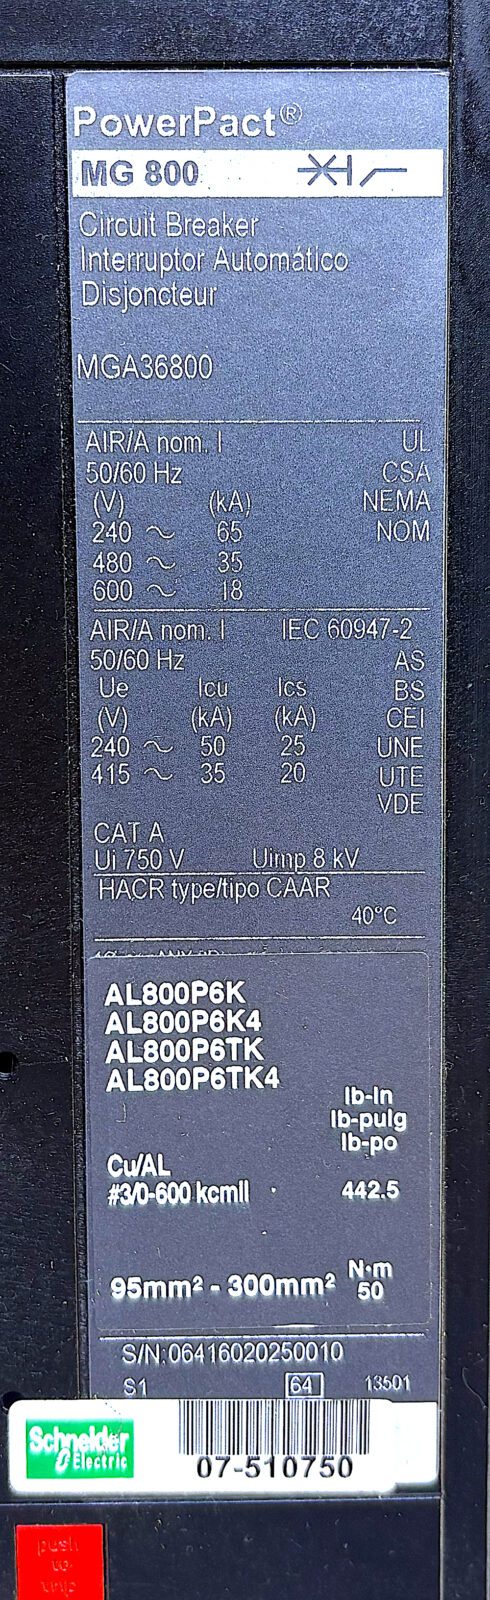 PowerPact®
MG 800
Circuit Breaker
Interruptor Automático
Disjoncteur
MGA36800
AIR/A nom. I UL
50/60 Hz CSA
(V) (kA) NEMA
240 ~ 65 NOM
480 ~ 35
600 ~ 18
AIR/A nom. I IEC 60947-2
50/60 Hz AS
Ue Icu Ics BS
(V) (kA) (kA) CEI
240 ~ 50 25 UNE
415 ~ 35 20 UTE
VDE
CAT A
Ui 750 V Uimp 8 kV
HACR type/tipo CAAR
40°C
AL800P6K
AL800P6K4
AL800P6TK
AL800P6TK4
lb-in
lb-pulg
lb-po
Cu/AL
#3/0-600 kcmil 442.5
95mm² - 300mm² N·m
50
S/N:06416020250010
S1 64 13501
Schneider
Electric
07-510750
push
to
trip